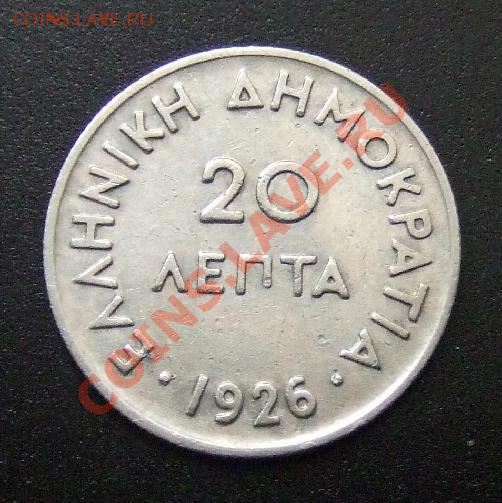 COINS.LAVE.RU
ΕΛΛΗΝΙΚΗ ΔΗΜΟΚΡΑΤΙΑ
20
ΛΕΠΤΑ
· 1926 ·
COINS.LAVE.RU